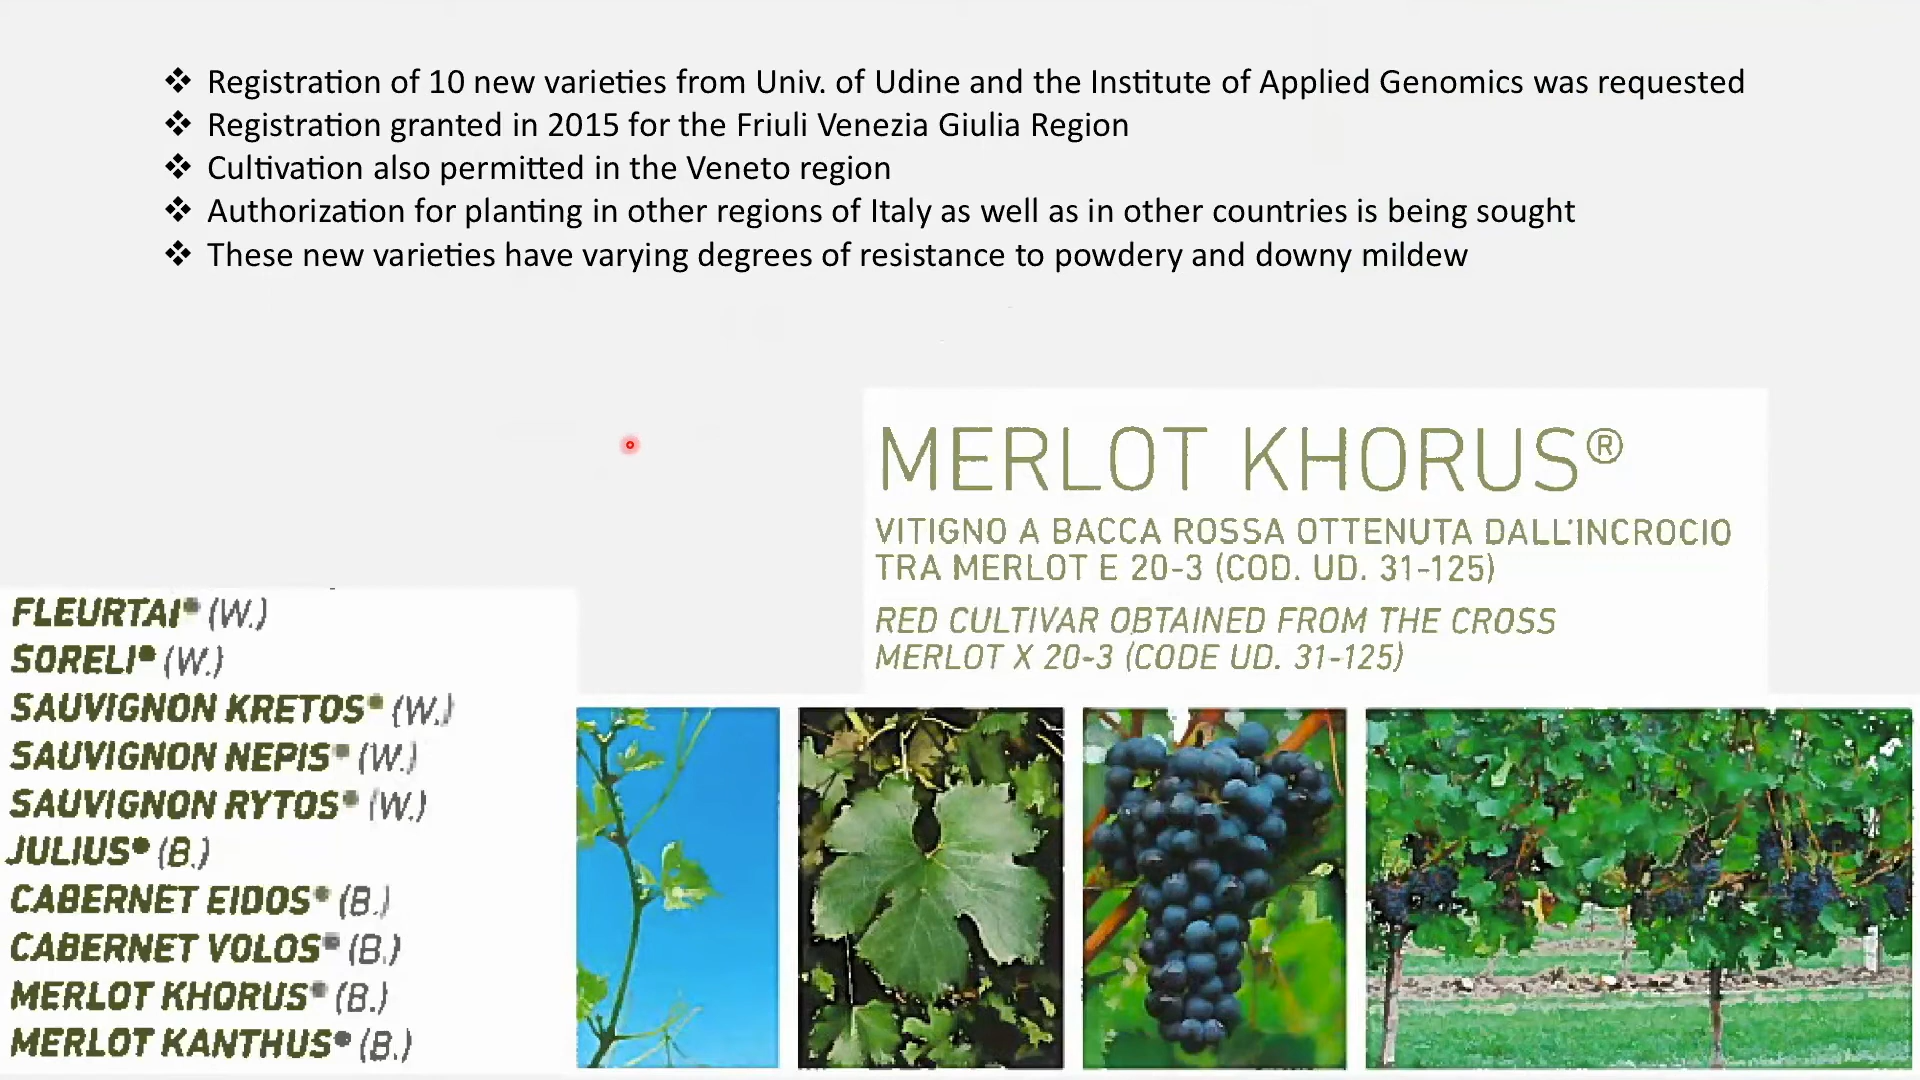 ❖ Registration of 10 new varieties from Univ. of Udine and the Institute of Applied Genomics was requested
❖ Registration granted in 2015 for the Friuli Venezia Giulia Region
❖ Cultivation also permitted in the Veneto region
❖ Authorization for planting in other regions of Italy as well as in other countries is being sought
❖ These new varieties have varying degrees of resistance to powdery and downy mildew
MERLOT KHORUS®
VITIGNO A BACCA ROSSA OTTENUTA DALL'INCROCIO
TRA MERLOT E 20-3 (COD. UD. 31-125)
RED CULTIVAR OBTAINED FROM THE CROSS
MERLOT X 20-3 (CODE UD. 31-125)
FLEURTAI® (W.)
SORELI® (W.)
SAUVIGNON KRETOS® (W.)
SAUVIGNON NEPIS® (W.)
SAUVIGNON RYTOS® (W.)
JULIUS® (B.)
CABERNET EIDOS® (B.)
CABERNET VOLOS® (B.)
MERLOT KHORUS® (B.)
MERLOT KANTHUS® (B.)